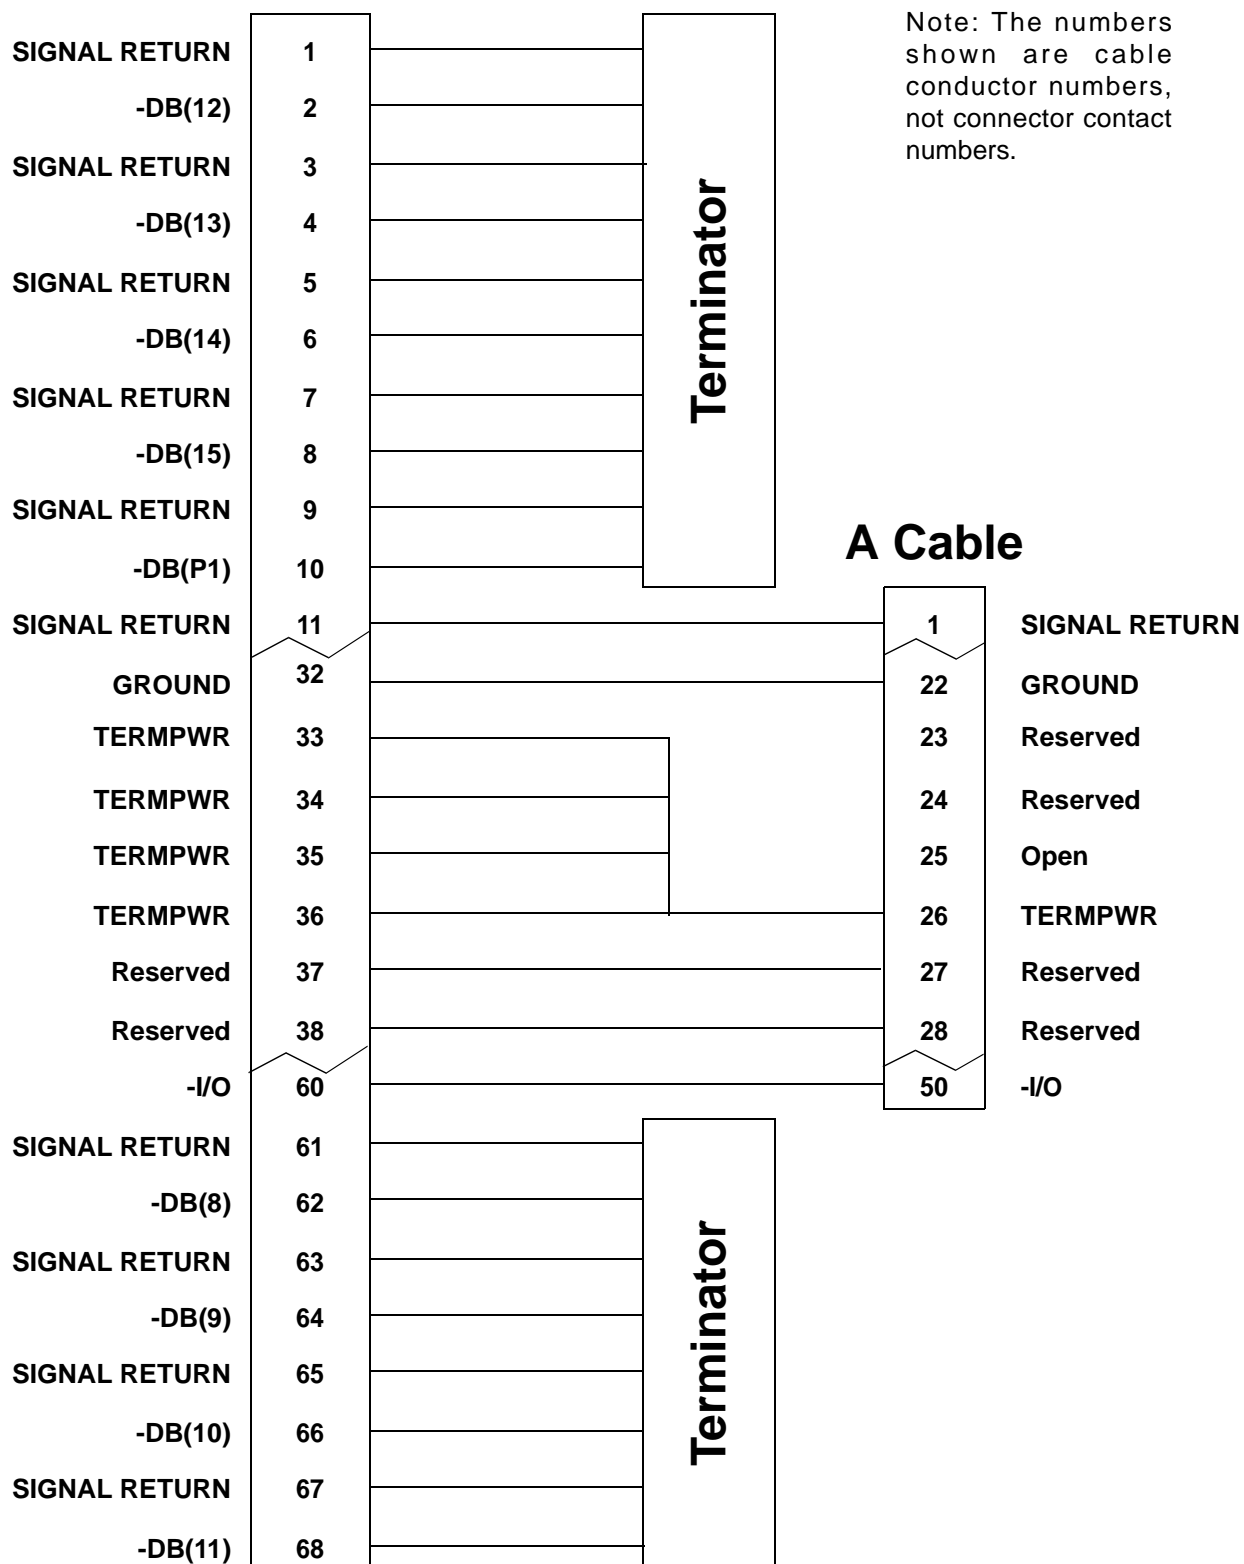 Note: The numbers
shown are cable
conductor numbers,
not connector contact
numbers.
SIGNAL RETURN 1
-DB(12) 2
SIGNAL RETURN 3
-DB(13) 4
SIGNAL RETURN 5
-DB(14) 6
SIGNAL RETURN 7
-DB(15) 8
SIGNAL RETURN 9
-DB(P1) 10
Terminator
A Cable
SIGNAL RETURN 11 1 SIGNAL RETURN
GROUND 32 22 GROUND
TERMPWR 33 23 Reserved
TERMPWR 34 24 Reserved
TERMPWR 35 25 Open
TERMPWR 36 26 TERMPWR
Reserved 37 27 Reserved
Reserved 38 28 Reserved
-I/O 60 50 -I/O
SIGNAL RETURN 61
-DB(8) 62
SIGNAL RETURN 63
-DB(9) 64
SIGNAL RETURN 65
-DB(10) 66
SIGNAL RETURN 67
-DB(11) 68
Terminator